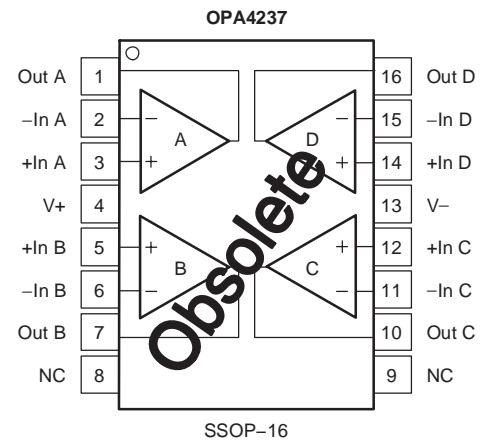 OPA4237
Out A 1 16 Out D
−In A 2 − − 15 −In D
A D
+In A 3 + + 14 +In D
V+ 4 13 V−
+In B 5 + + 12 +In C
B C
−In B 6 − − 11 −In C
Out B 7 10 Out C
NC 8 9 NC
Obsolete
SSOP−16